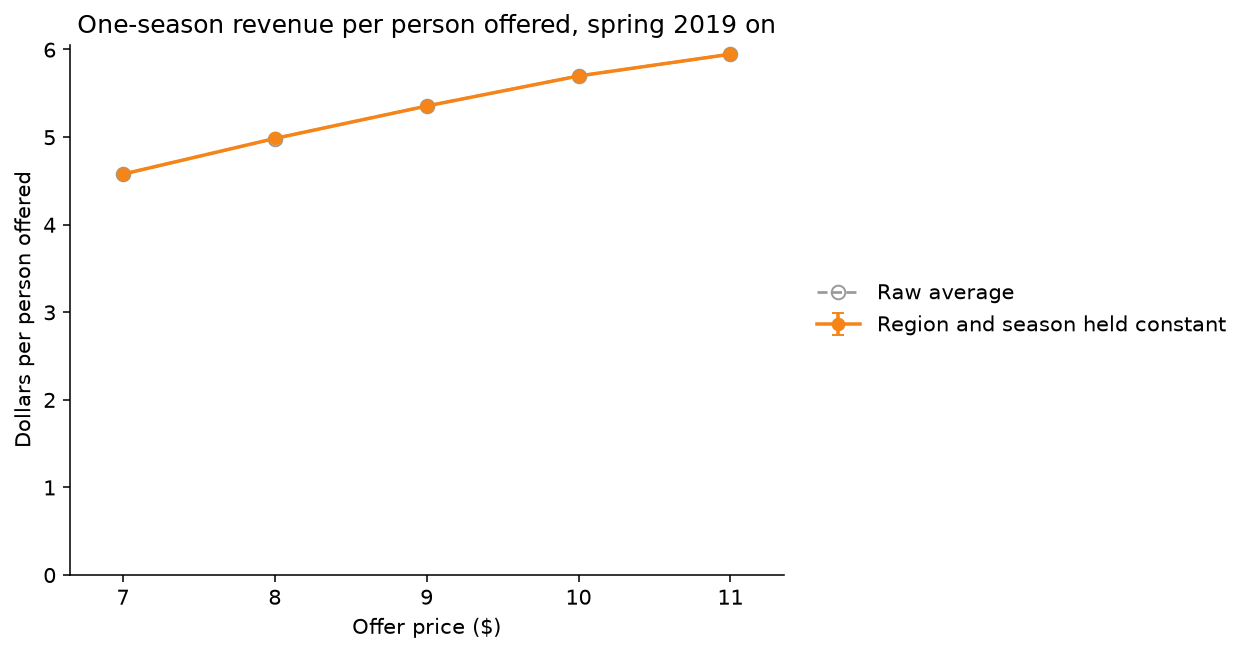 One-season revenue per person offered, spring 2019 on
Dollars per person offered
6
5
4
3
2
1
0
7 8 9 10 11
Offer price ($)
Raw average
Region and season held constant